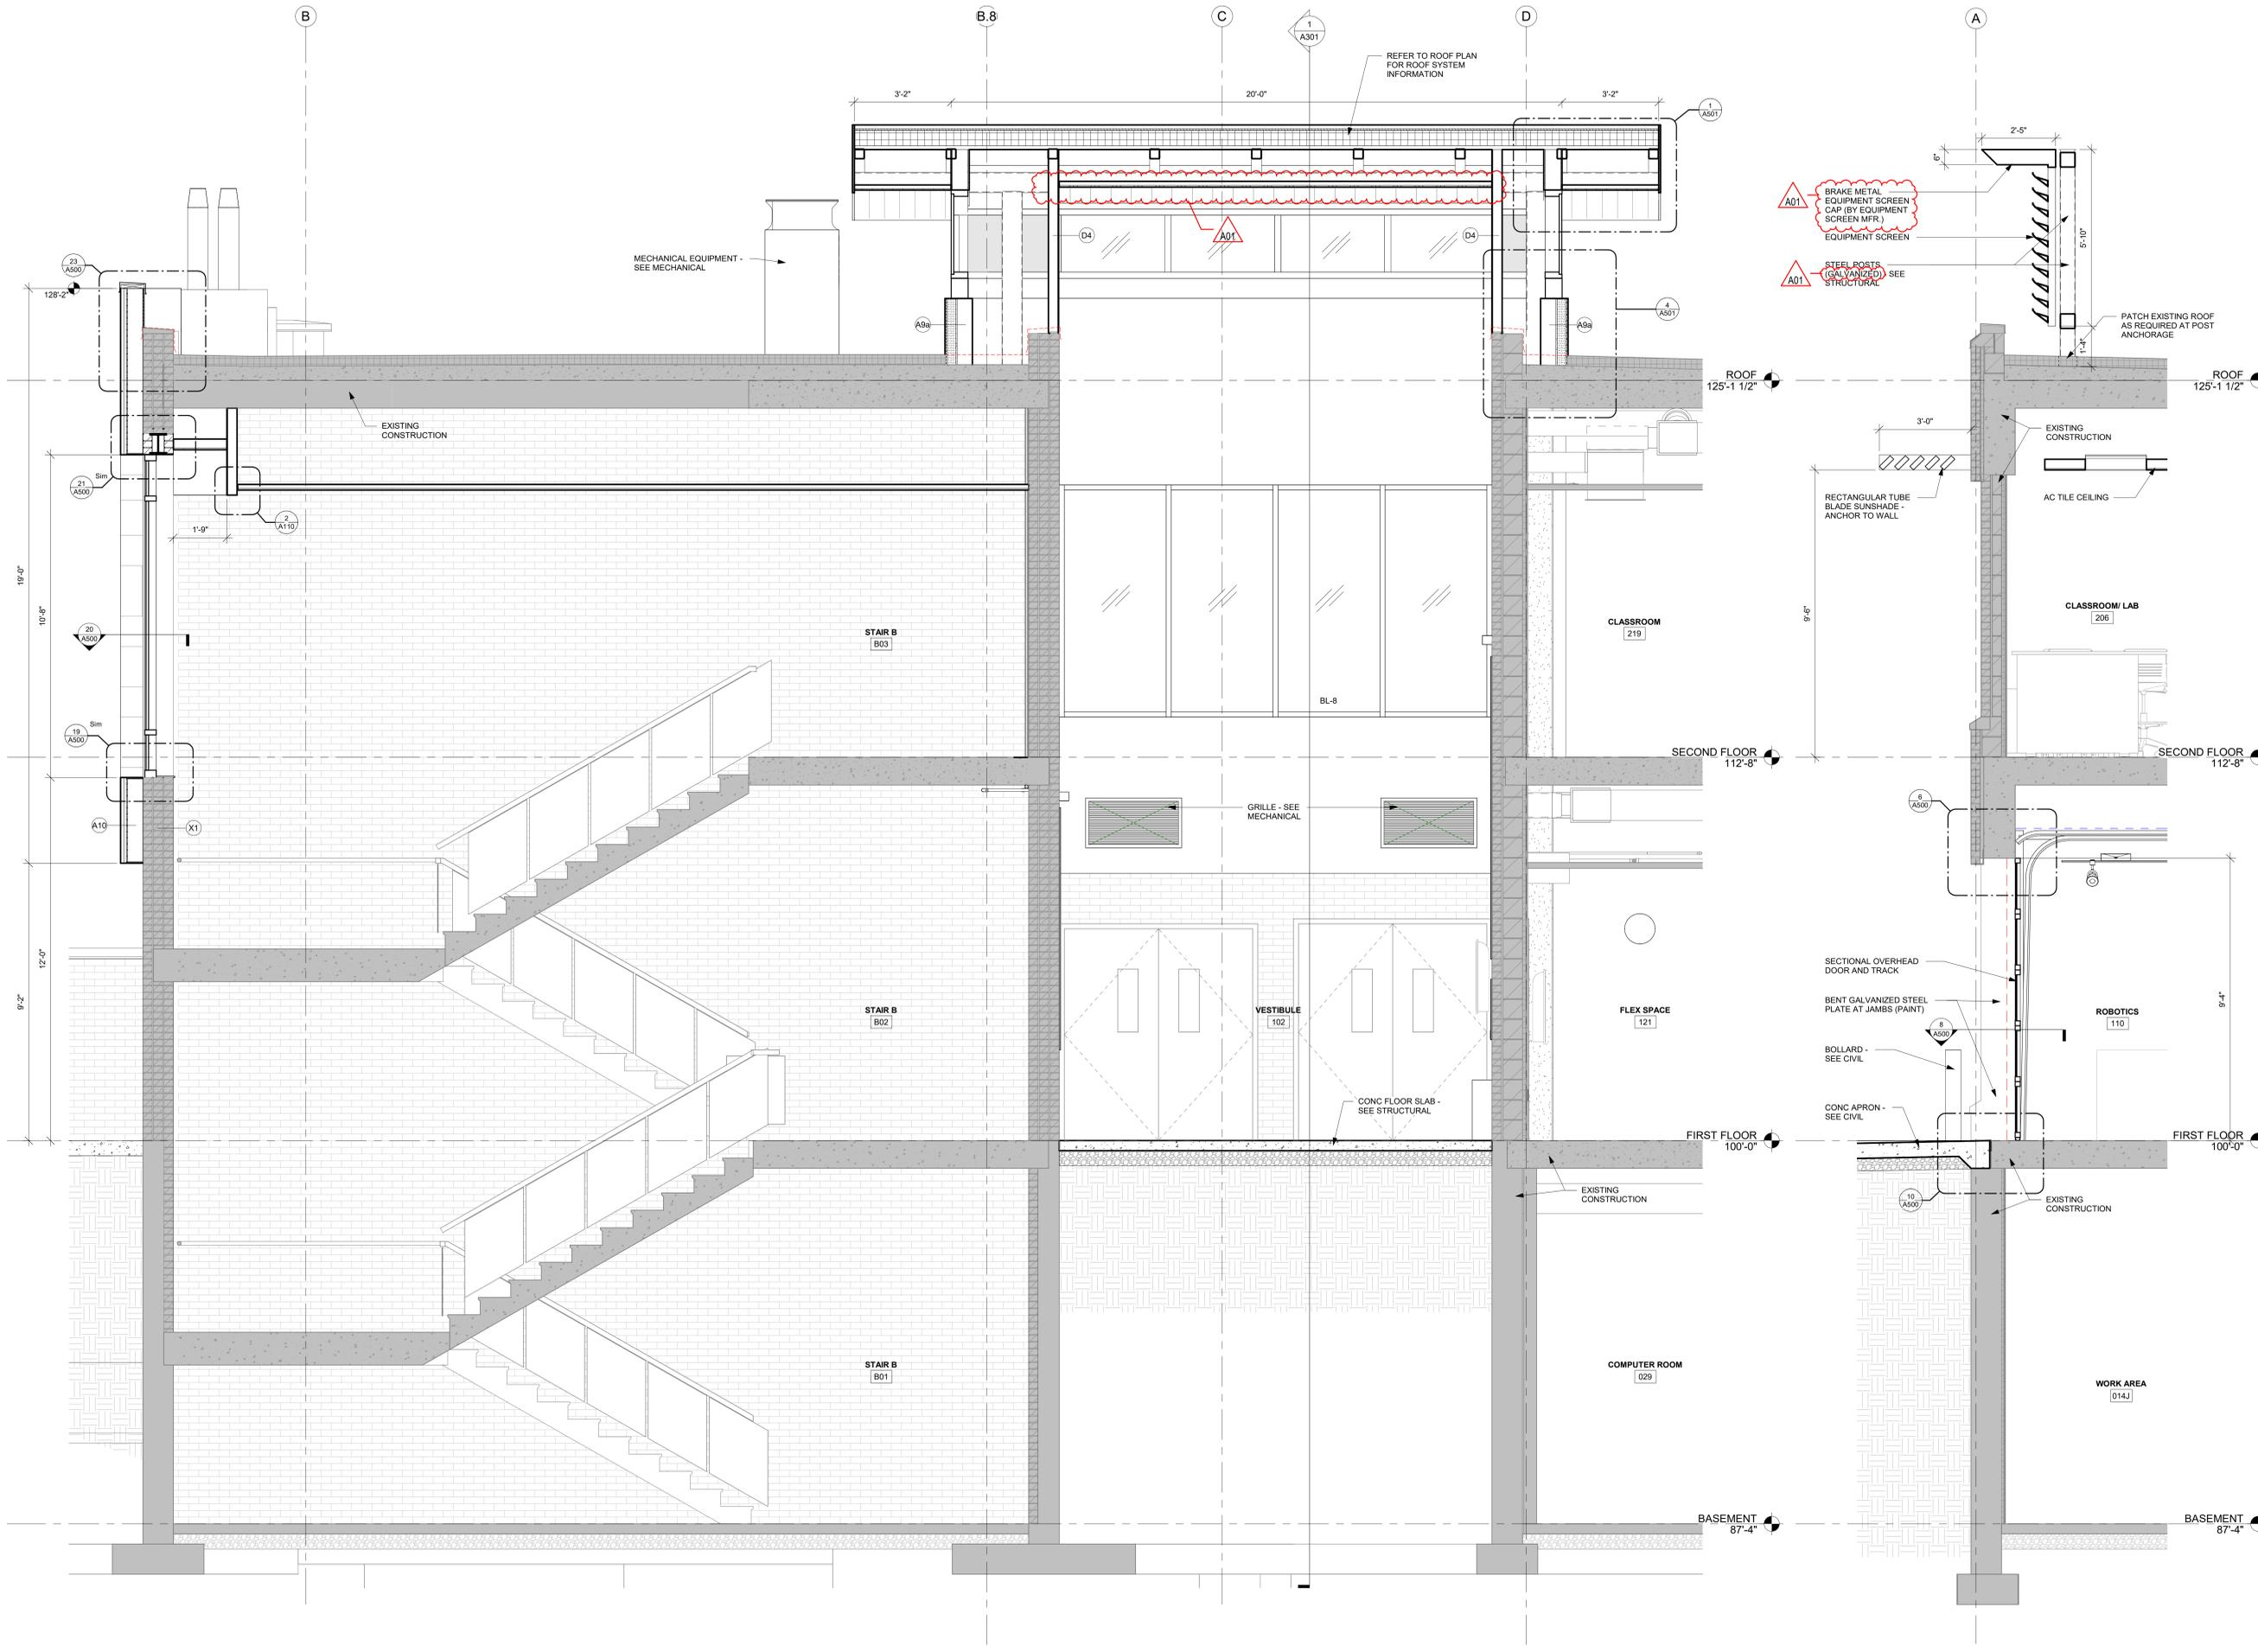 B
B.8
C
1
A301
D
A
REFER TO ROOF PLAN
FOR ROOF SYSTEM
INFORMATION
3'-2"
20'-0"
3'-2"
1
A501
2'-5"
6"
A01
BRAKE METAL
EQUIPMENT SCREEN
CAP (BY EQUIPMENT
SCREEN MFR.)
EQUIPMENT SCREEN
5'-10"
A01
STEEL POSTS
(GALVANIZED) SEE
STRUCTURAL
D4
A01
D4
MECHANICAL EQUIPMENT -
SEE MECHANICAL
23
A500
128'-2"
A9a
A9a
4
A501
PATCH EXISTING ROOF
AS REQUIRED AT POST
ANCHORAGE
1'-4"
ROOF
125'-1 1/2"
ROOF
125'-1 1/2"
EXISTING
CONSTRUCTION
3'-0"
EXISTING
CONSTRUCTION
21
A500
Sim
2
A110
1'-9"
RECTANGULAR TUBE
BLADE SUNSHADE -
ANCHOR TO WALL
AC TILE CEILING
19'-0"
10'-8"
9'-6"
20
A500
STAIR B
B03
CLASSROOM
219
CLASSROOM/ LAB
206
BL-8
19
A500
Sim
SECOND FLOOR
112'-8"
SECOND FLOOR
112'-8"
GRILLE - SEE
MECHANICAL
6
A500
A10
X1
12'-0"
9'-2"
SECTIONAL OVERHEAD
DOOR AND TRACK
BENT GALVANIZED STEEL
PLATE AT JAMBS (PAINT)
9'-4"
STAIR B
B02
VESTIBULE
102
FLEX SPACE
121
ROBOTICS
110
8
A500
BOLLARD -
SEE CIVIL
CONC FLOOR SLAB -
SEE STRUCTURAL
CONC APRON -
SEE CIVIL
FIRST FLOOR
100'-0"
FIRST FLOOR
100'-0"
EXISTING
CONSTRUCTION
10
A500
EXISTING
CONSTRUCTION
STAIR B
B01
COMPUTER ROOM
029
WORK AREA
014J
BASEMENT
87'-4"
BASEMENT
87'-4"